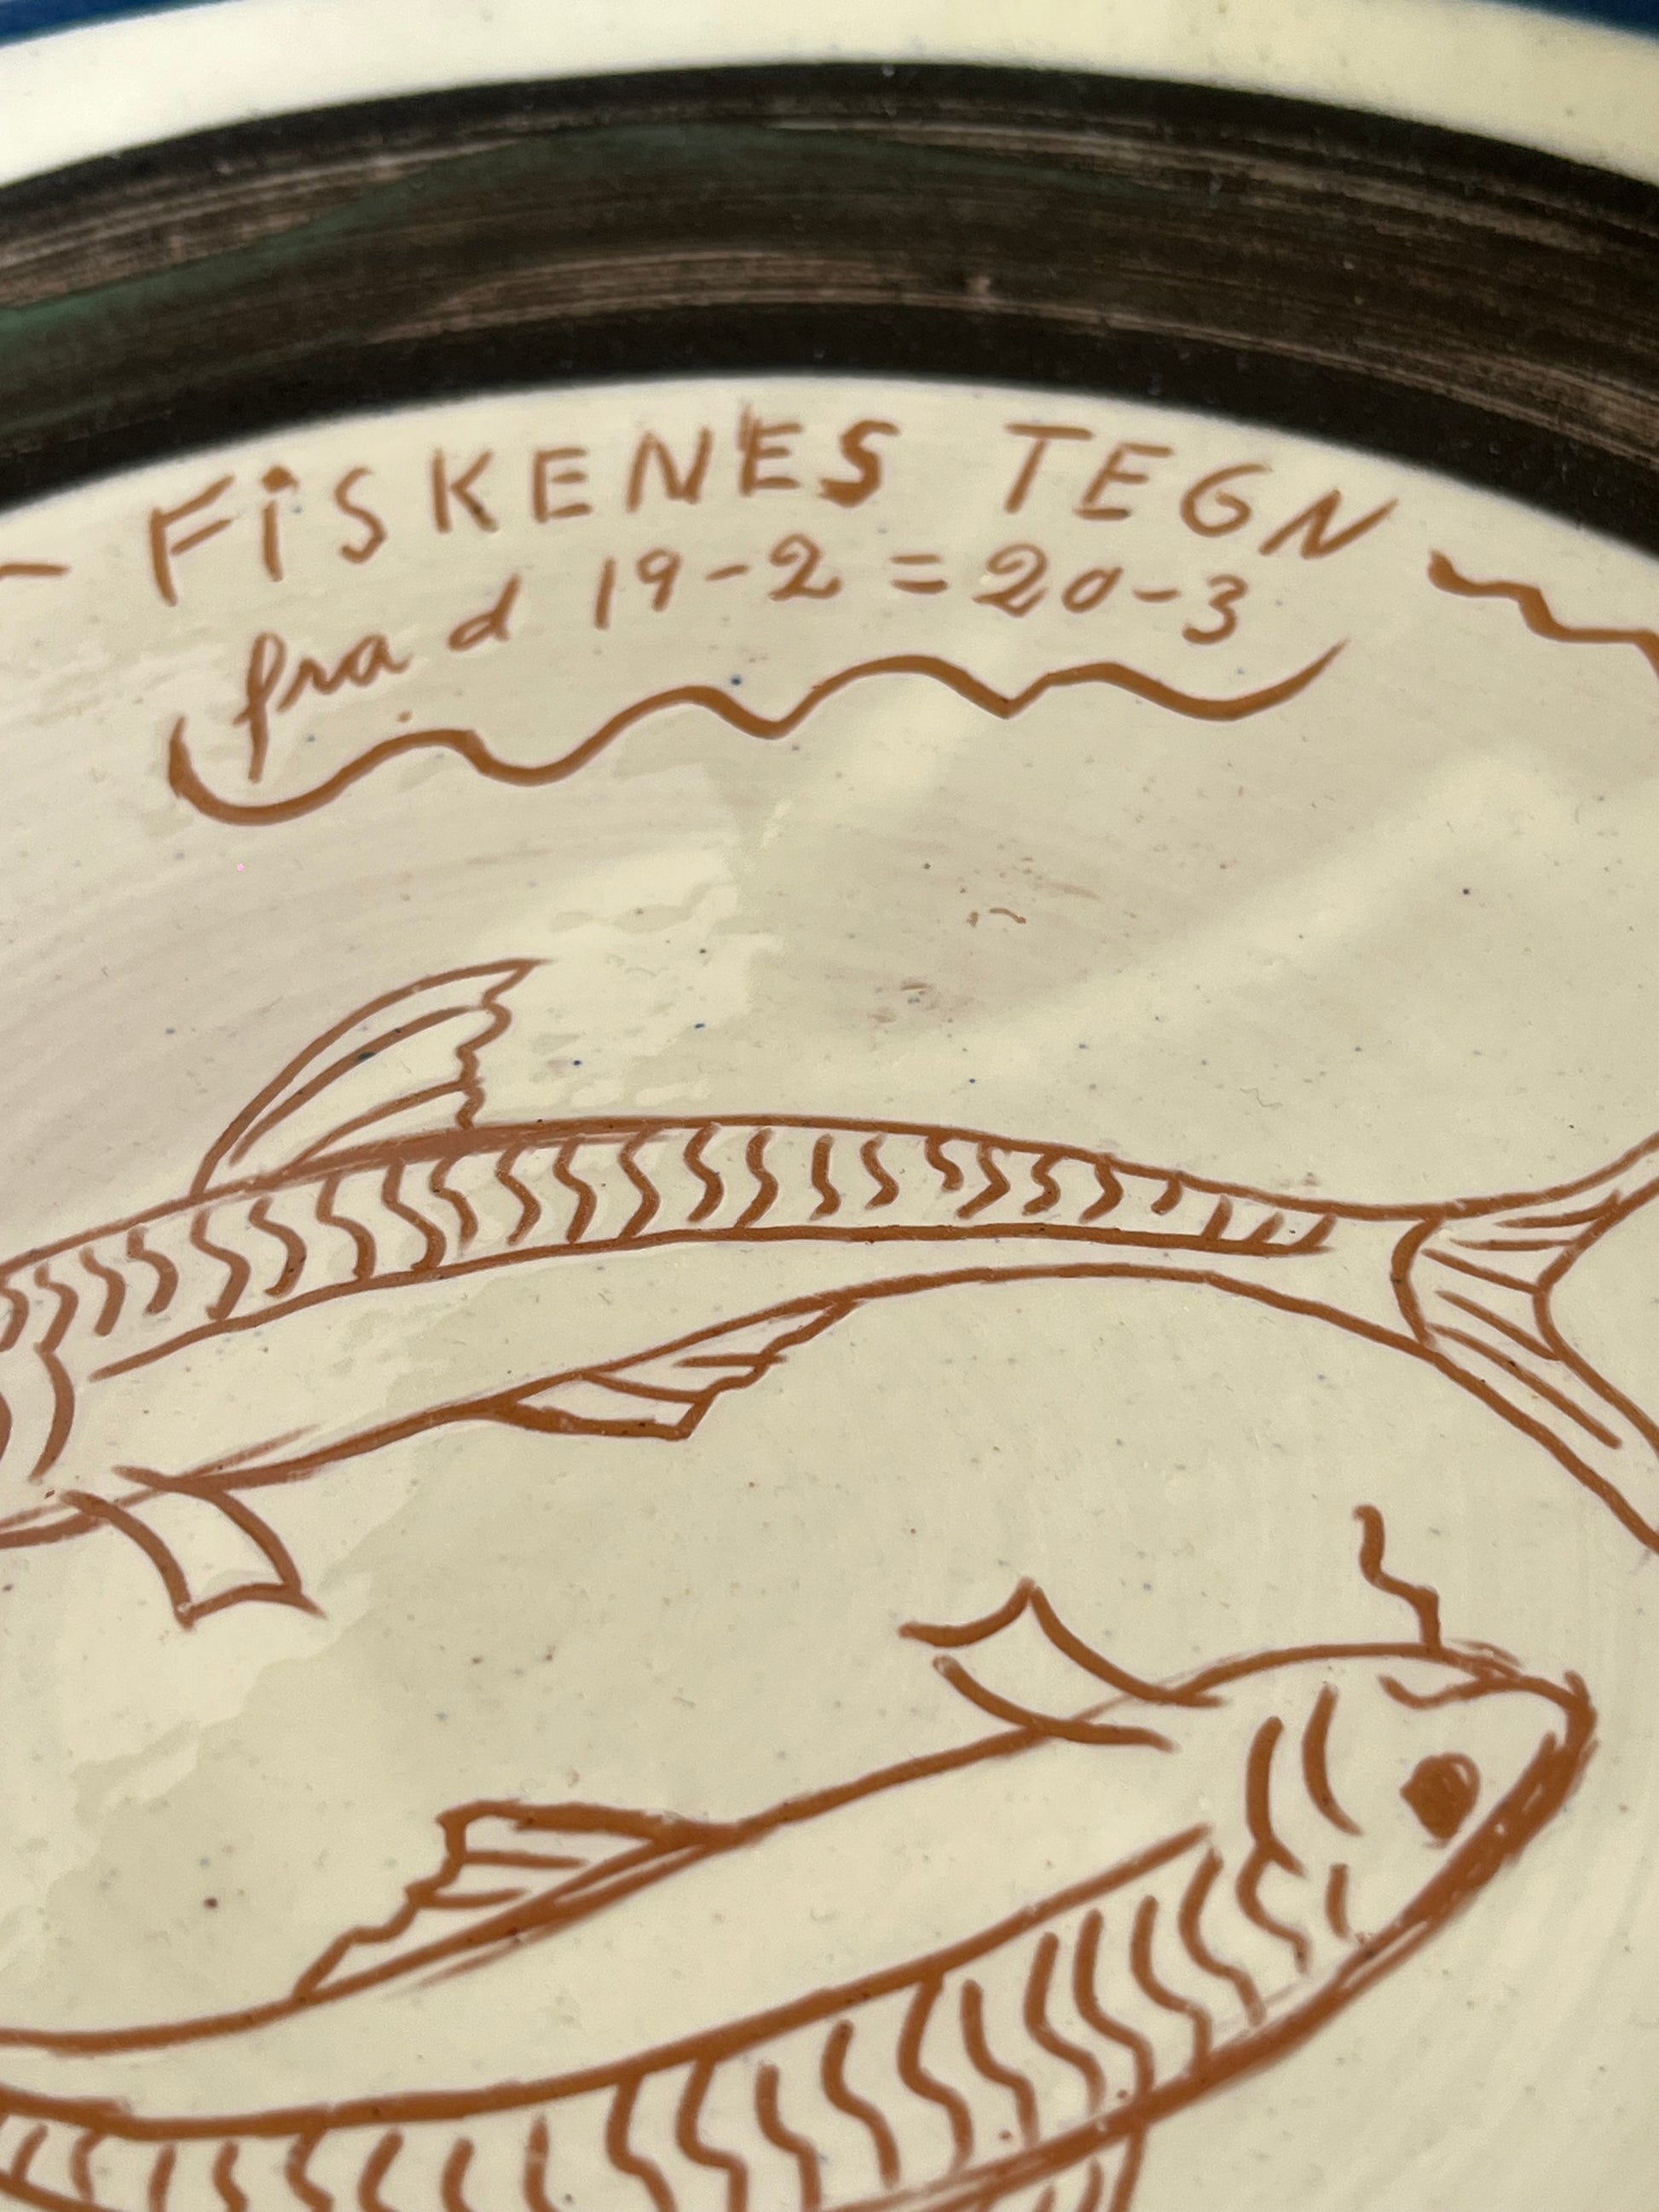 FiSKENES TEGN
fra d 19-2 = 20-3